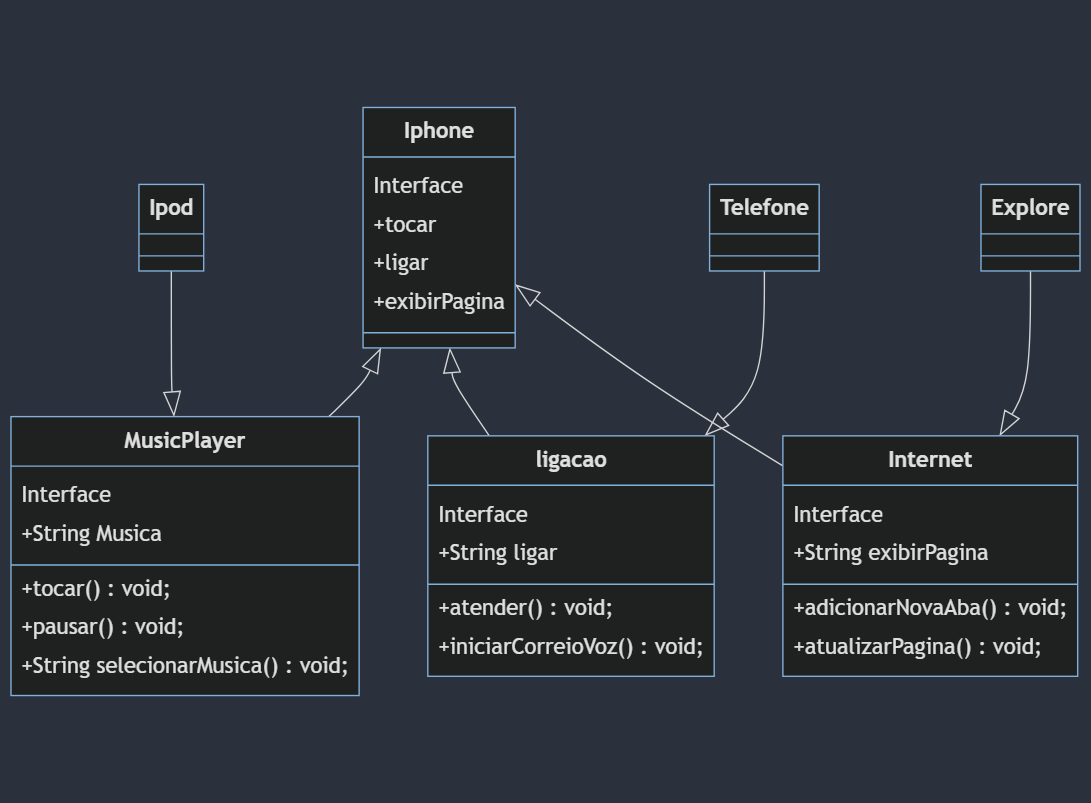 Iphone
Interface
+tocar
+ligar
+exibirPagina
Ipod
Telefone
Explore
MusicPlayer
Interface
+String Musica
+tocar() : void;
+pausar() : void;
+String selecionarMusica() : void;
ligacao
Interface
+String ligar
+atender() : void;
+iniciarCorreioVoz() : void;
Internet
Interface
+String exibirPagina
+adicionarNovaAba() : void;
+atualizarPagina() : void;